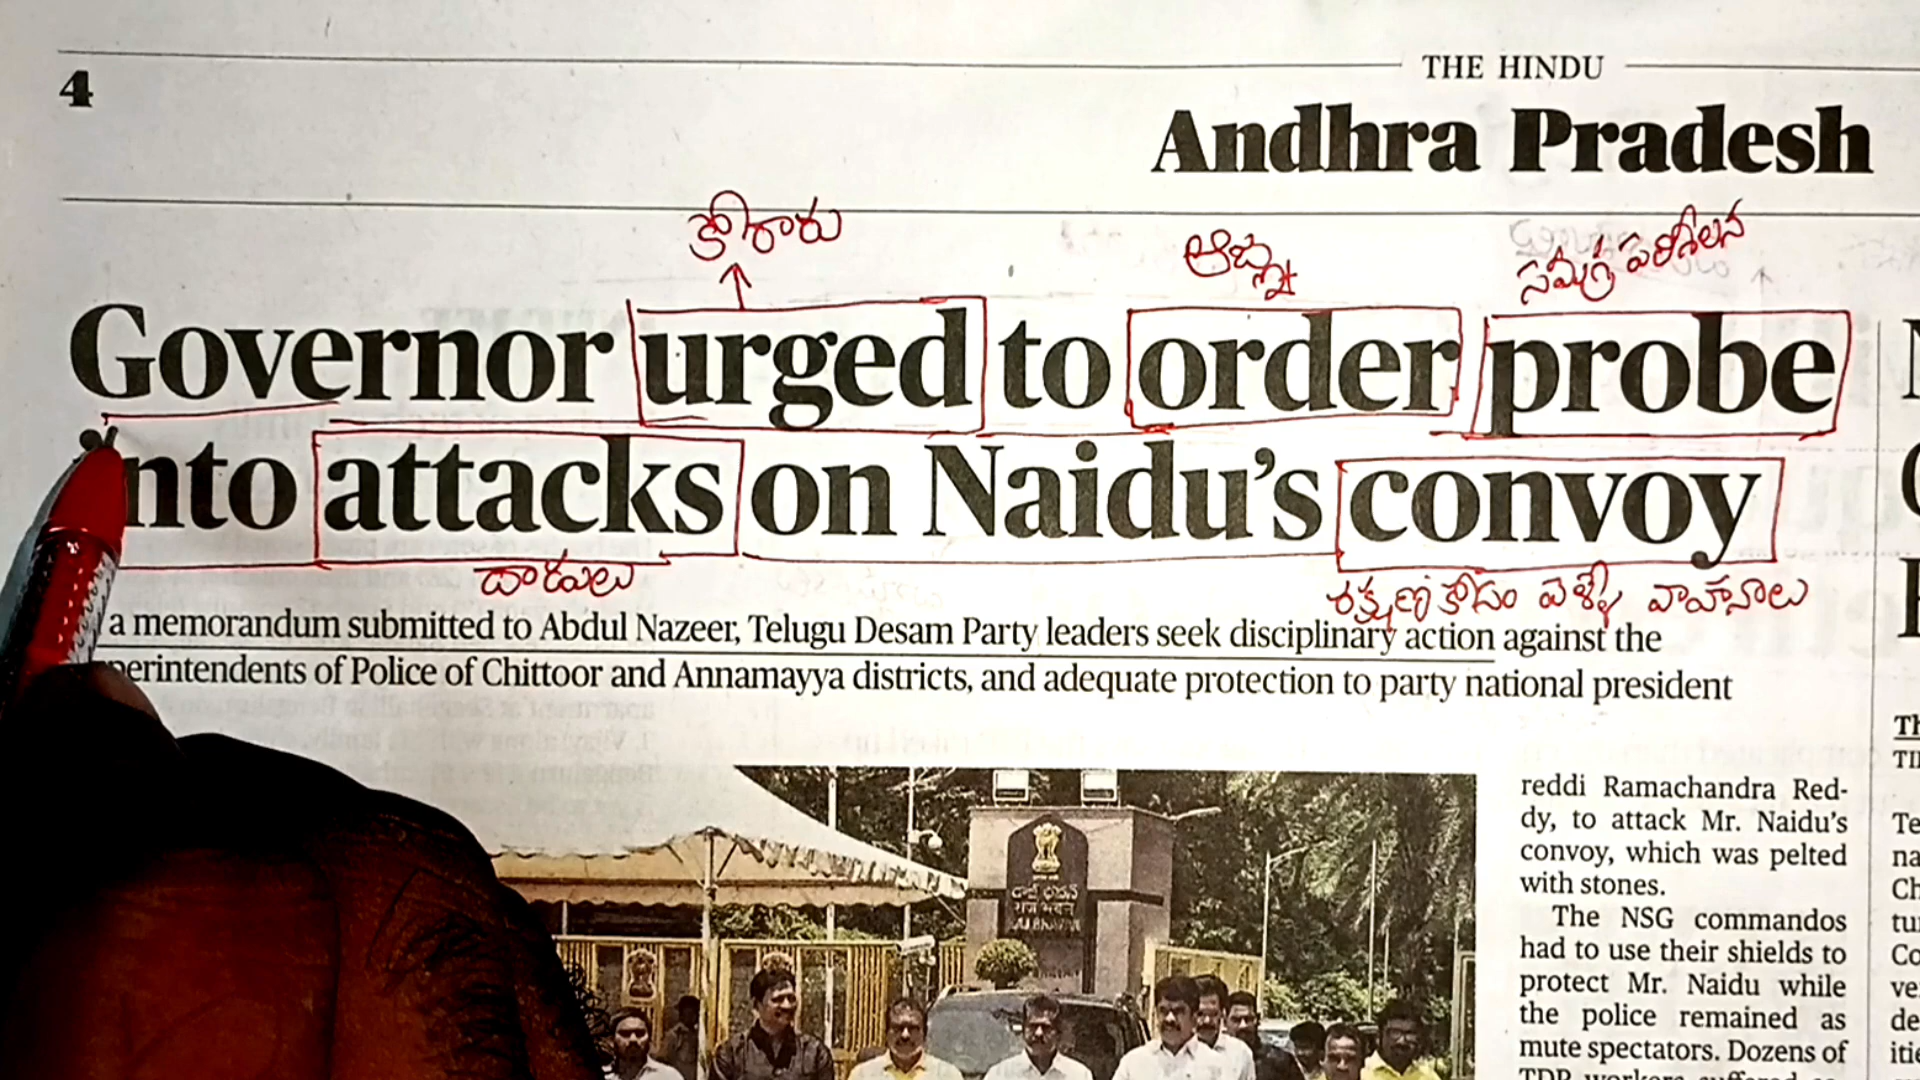 4
THE HINDU
Andhra Pradesh
కోరారు
ఆజ్ఞ
సమగ్ర పరిశీలన
Governor urged to order probe
into attacks on Naidu's convoy
దాడులు
రక్షణ కోసం వెళ్ళే వాహనాలు
a memorandum submitted to Abdul Nazeer, Telugu Desam Party leaders seek disciplinary action against the
perintendents of Police of Chittoor and Annamayya districts, and adequate protection to party national president
reddi Ramachandra Red-
dy, to attack Mr. Naidu's
convoy, which was pelted
with stones.
The NSG commandos
had to use their shields to
protect Mr. Naidu while
the police remained as
mute spectators. Dozens of